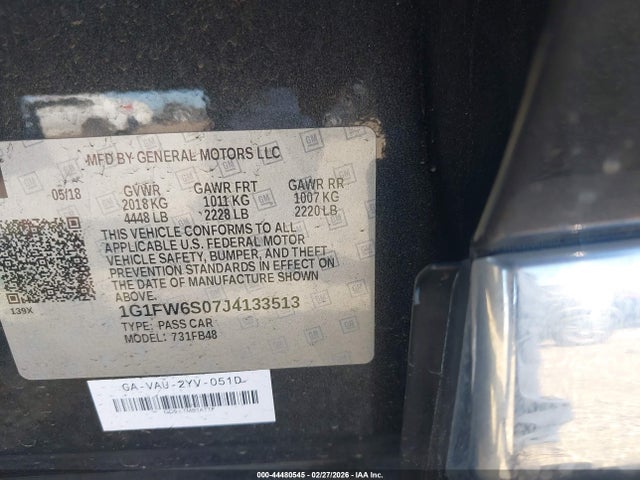 MFD BY GENERAL MOTORS LLC
05/18 GVWR GAWR FRT GAWR RR
2018 KG 1011 KG 1007 KG
4448 LB 2228 LB 2220 LB
THIS VEHICLE CONFORMS TO ALL
APPLICABLE U.S. FEDERAL MOTOR
VEHICLE SAFETY, BUMPER, AND THEFT
PREVENTION STANDARDS IN EFFECT ON
THE DATE OF MANUFACTURE SHOWN
ABOVE.
139X
1G1FW6S07J4133513
TYPE: PASS CAR
MODEL: 731FB48
GA-VAU-2YV-051D
000-44480545 - 02/27/2026 - IAA Inc.